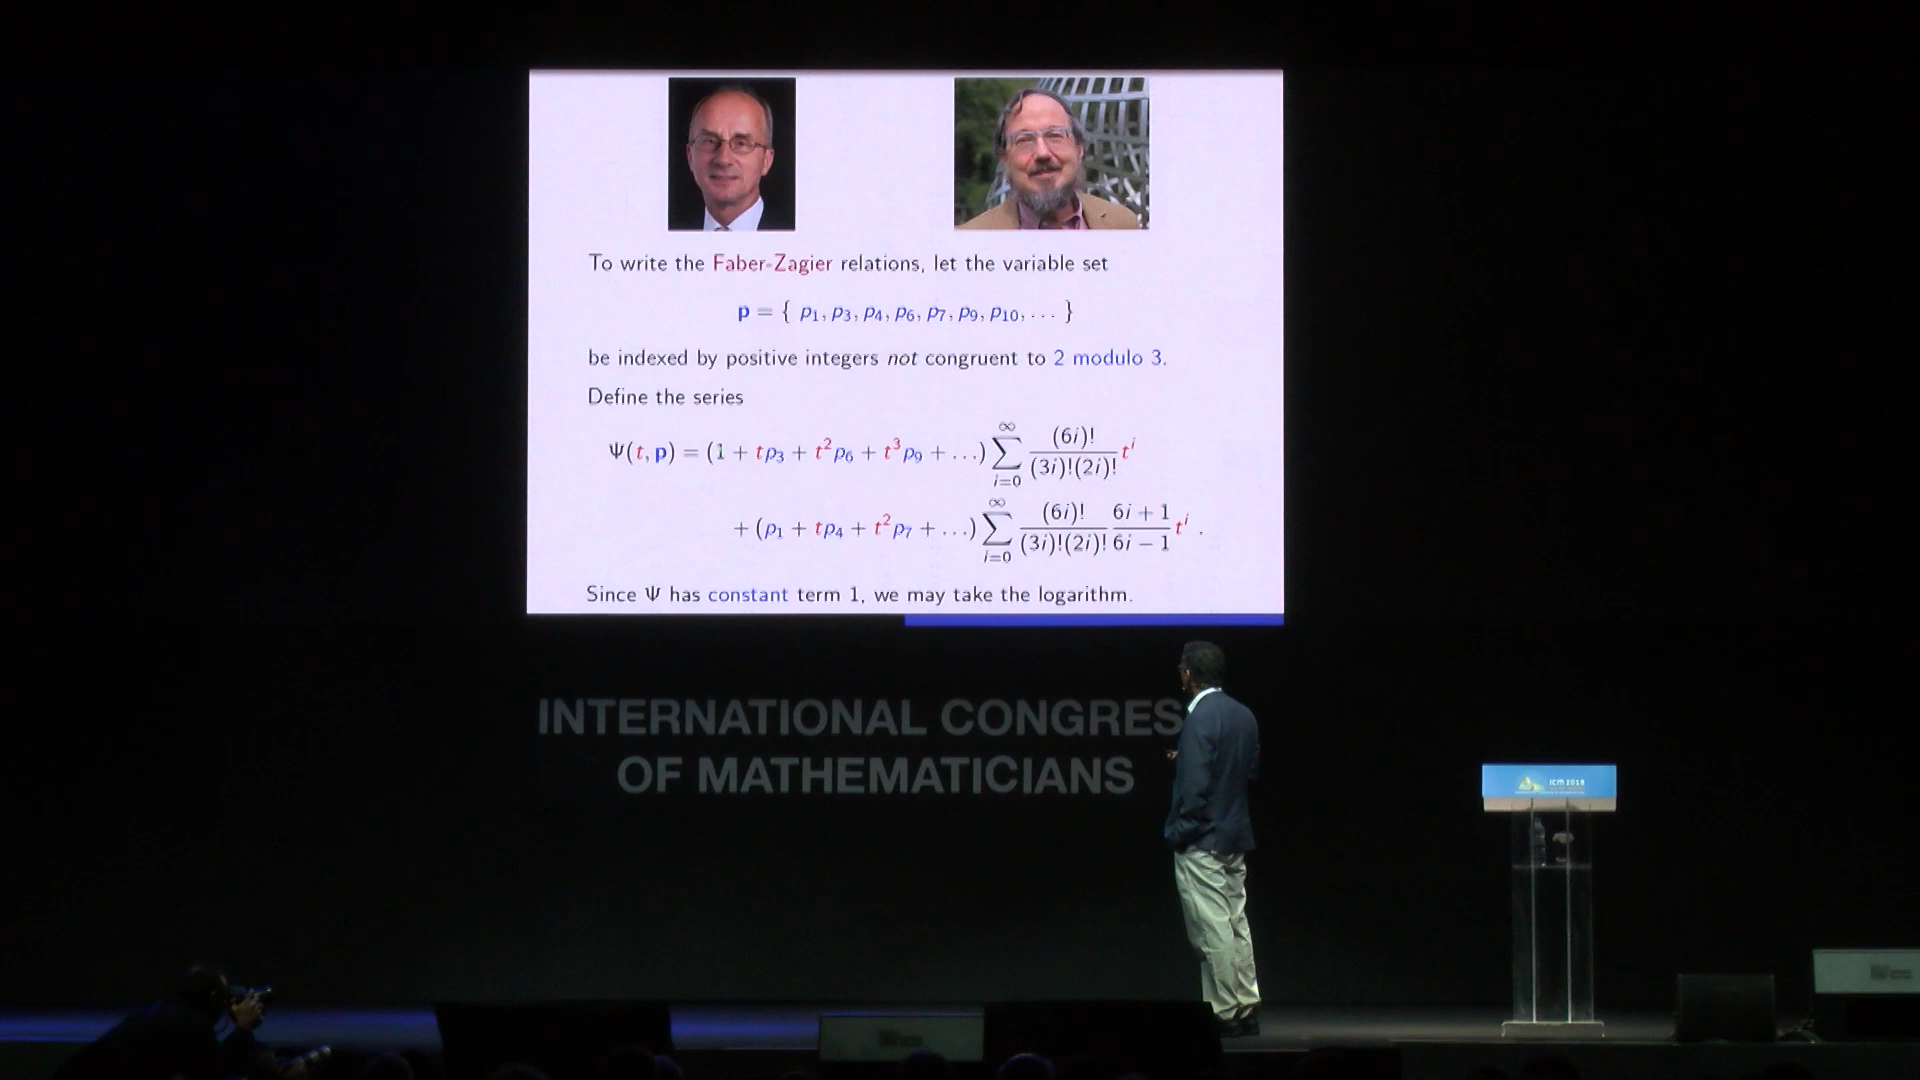 To write the Faber-Zagier relations, let the variable set
p = { p₁, p₃, p₄, p₆, p₇, p₉, p₁₀, . . . }
be indexed by positive integers not congruent to 2 modulo 3.
Define the series
Ψ(t, p) = (1 + tp₃ + t²p₆ + t³p₉ + . . .) ∑_{i=0}^{∞} (6i)!/((3i)!(2i)!) tⁱ
+ (p₁ + tp₄ + t²p₇ + . . .) ∑_{i=0}^{∞} (6i)!/((3i)!(2i)!) (6i + 1)/(6i − 1) tⁱ .
Since Ψ has constant term 1, we may take the logarithm.
INTERNATIONAL CONGRES
OF MATHEMATICIANS
ICM 2018